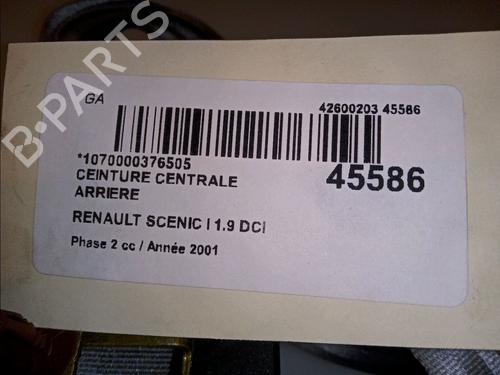 GA
42600203 45586
*1070000376505
45586
CEINTURE CENTRALE
ARRIERE
RENAULT SCENIC I 1.9 DCI
Phase 2 cc / Année 2001
B-PARTS